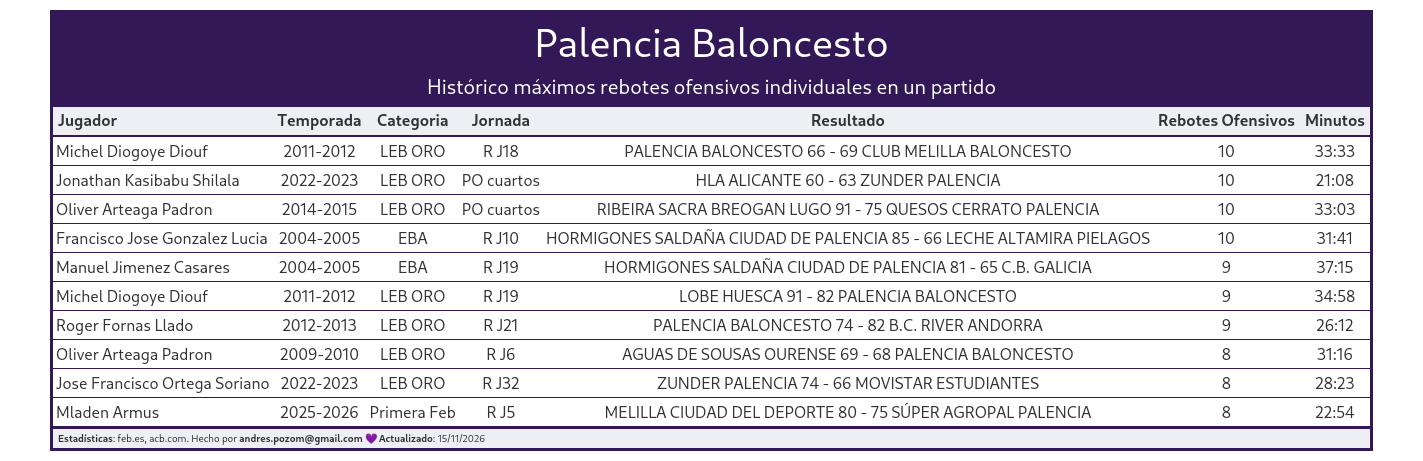 Palencia Baloncesto
Histórico máximos rebotes ofensivos individuales en un partido
Jugador Temporada Categoria Jornada Resultado Rebotes Ofensivos Minutos
Michel Diogoye Diouf 2011-2012 LEB ORO R J18 PALENCIA BALONCESTO 66 - 69 CLUB MELILLA BALONCESTO 10 33:33
Jonathan Kasibabu Shilala 2022-2023 LEB ORO PO cuartos HLA ALICANTE 60 - 63 ZUNDER PALENCIA 10 21:08
Oliver Arteaga Padron 2014-2015 LEB ORO PO cuartos RIBEIRA SACRA BREOGAN LUGO 91 - 75 QUESOS CERRATO PALENCIA 10 33:03
Francisco Jose Gonzalez Lucia 2004-2005 EBA R J10 HORMIGONES SALDAÑA CIUDAD DE PALENCIA 85 - 66 LECHE ALTAMIRA PIELAGOS 10 31:41
Manuel Jimenez Casares 2004-2005 EBA R J19 HORMIGONES SALDAÑA CIUDAD DE PALENCIA 81 - 65 C.B. GALICIA 9 37:15
Michel Diogoye Diouf 2011-2012 LEB ORO R J19 LOBE HUESCA 91 - 82 PALENCIA BALONCESTO 9 34:58
Roger Fornas Llado 2012-2013 LEB ORO R J21 PALENCIA BALONCESTO 74 - 82 B.C. RIVER ANDORRA 9 26:12
Oliver Arteaga Padron 2009-2010 LEB ORO R J6 AGUAS DE SOUSAS OURENSE 69 - 68 PALENCIA BALONCESTO 8 31:16
Jose Francisco Ortega Soriano 2022-2023 LEB ORO R J32 ZUNDER PALENCIA 74 - 66 MOVISTAR ESTUDIANTES 8 28:23
Mladen Armus 2025-2026 Primera Feb R J5 MELILLA CIUDAD DEL DEPORTE 80 - 75 SÚPER AGROPAL PALENCIA 8 22:54
Estadísticas: feb.es, acb.com. Hecho por andres.pozom@gmail.com 💜 Actualizado: 15/11/2026